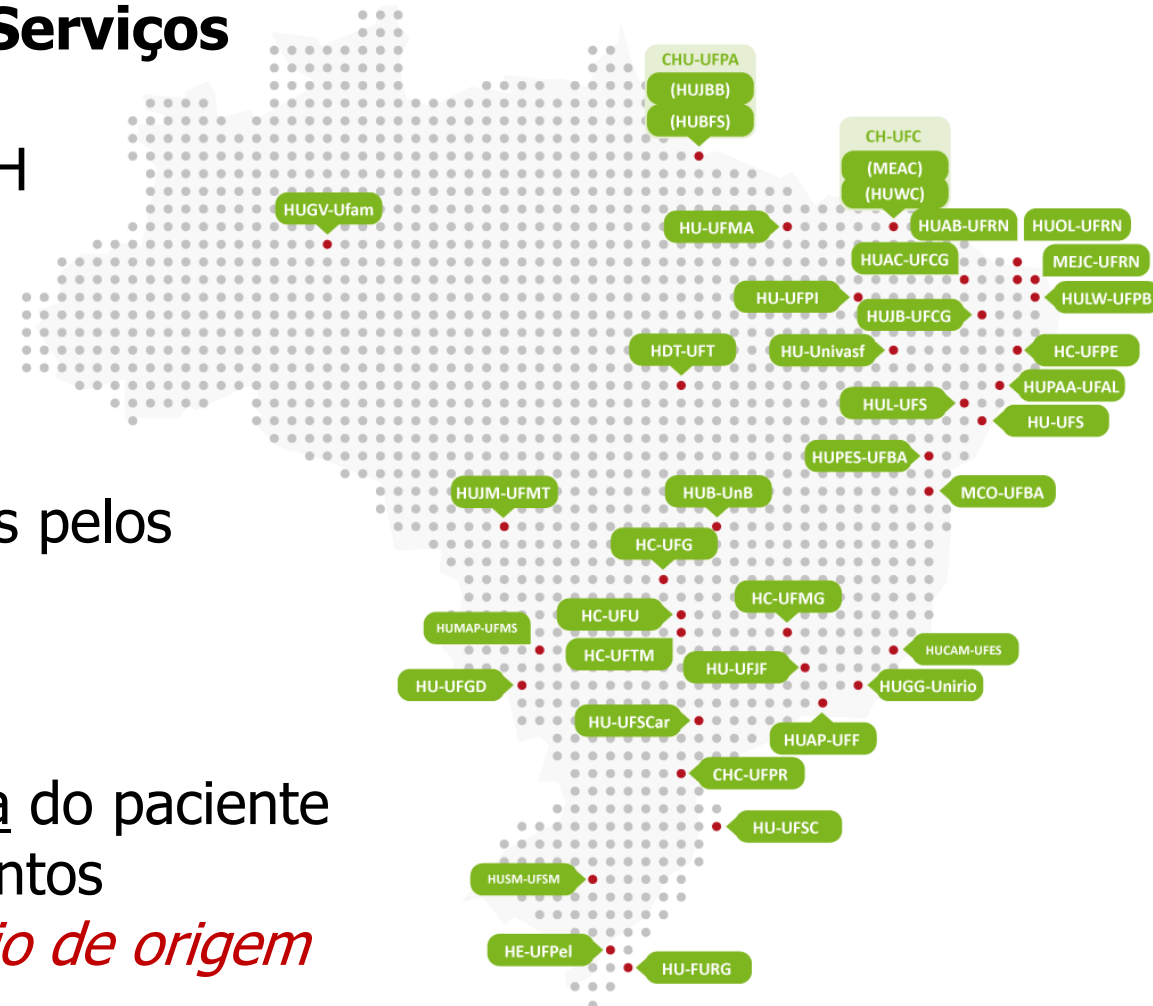 Serviços
H
s pelos
a do paciente
ntos
io de origem
CHU-UFPA
(HUJBB)
(HUBFS)
CH-UFC
(MEAC)
(HUWC)
HUGV-Ufam
HU-UFMA
HUAB-UFRN
HUOL-UFRN
HUAC-UFCG
MEJC-UFRN
HU-UFPI
HULW-UFPB
HUJB-UFCG
HDT-UFT
HU-Univasf
HC-UFPE
HUPAA-UFAL
HUL-UFS
HU-UFS
HUPES-UFBA
HUJM-UFMT
HUB-UnB
MCO-UFBA
HC-UFG
HC-UFMG
HC-UFU
HUMAP-UFMS
HC-UFTM
HU-UFJF
HUCAM-UFES
HU-UFGD
HUGG-Unirio
HU-UFSCar
HUAP-UFF
CHC-UFPR
HU-UFSC
HUSM-UFSM
HE-UFPel
HU-FURG